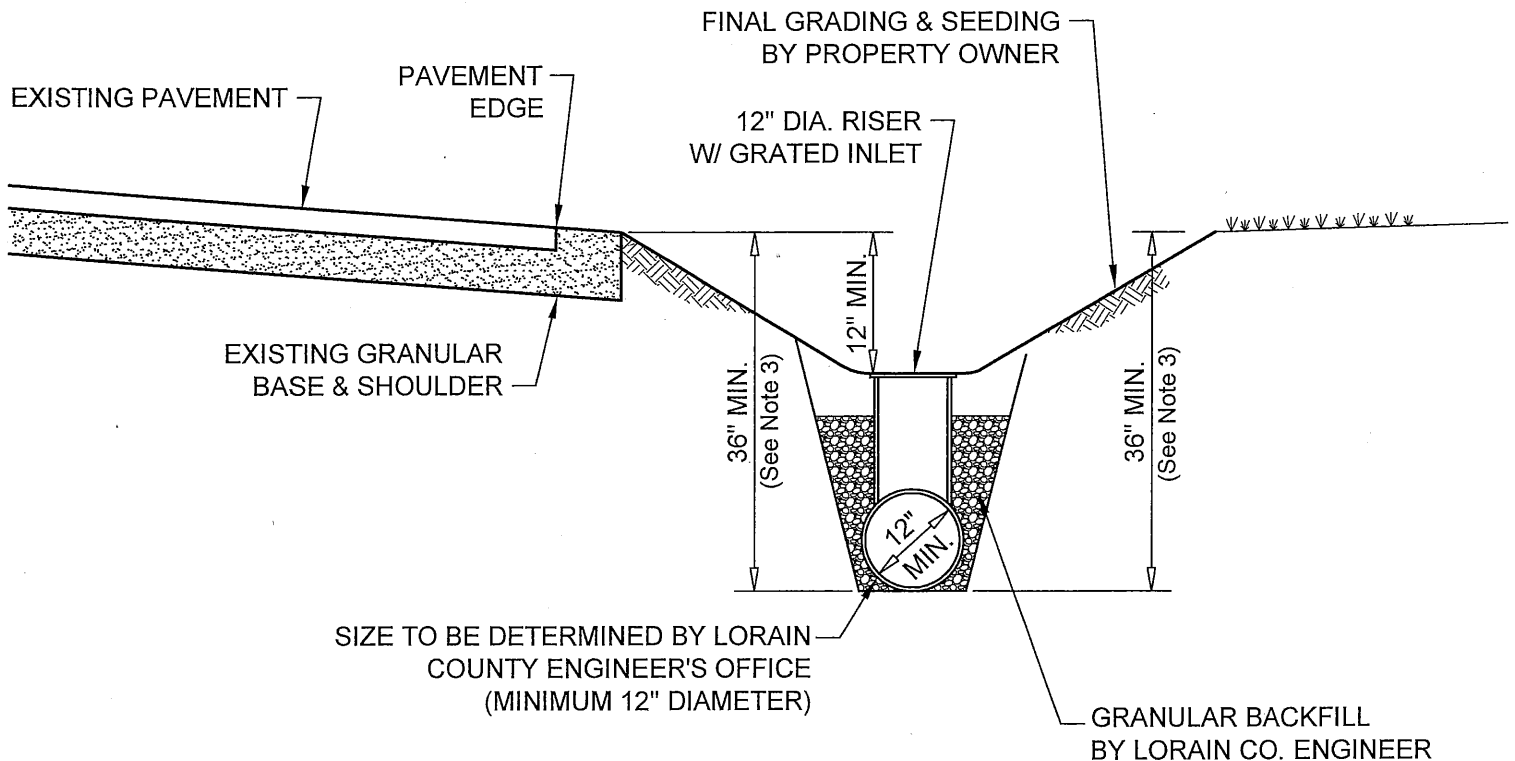 FINAL GRADING & SEEDING
BY PROPERTY OWNER
EXISTING PAVEMENT
PAVEMENT
EDGE
12" DIA. RISER
W/ GRATED INLET
EXISTING GRANULAR
BASE & SHOULDER
36" MIN.
(See Note 3)
12" MIN.
36" MIN.
(See Note 3)
12"
MIN.
SIZE TO BE DETERMINED BY LORAIN
COUNTY ENGINEER'S OFFICE
(MINIMUM 12" DIAMETER)
GRANULAR BACKFILL
BY LORAIN CO. ENGINEER